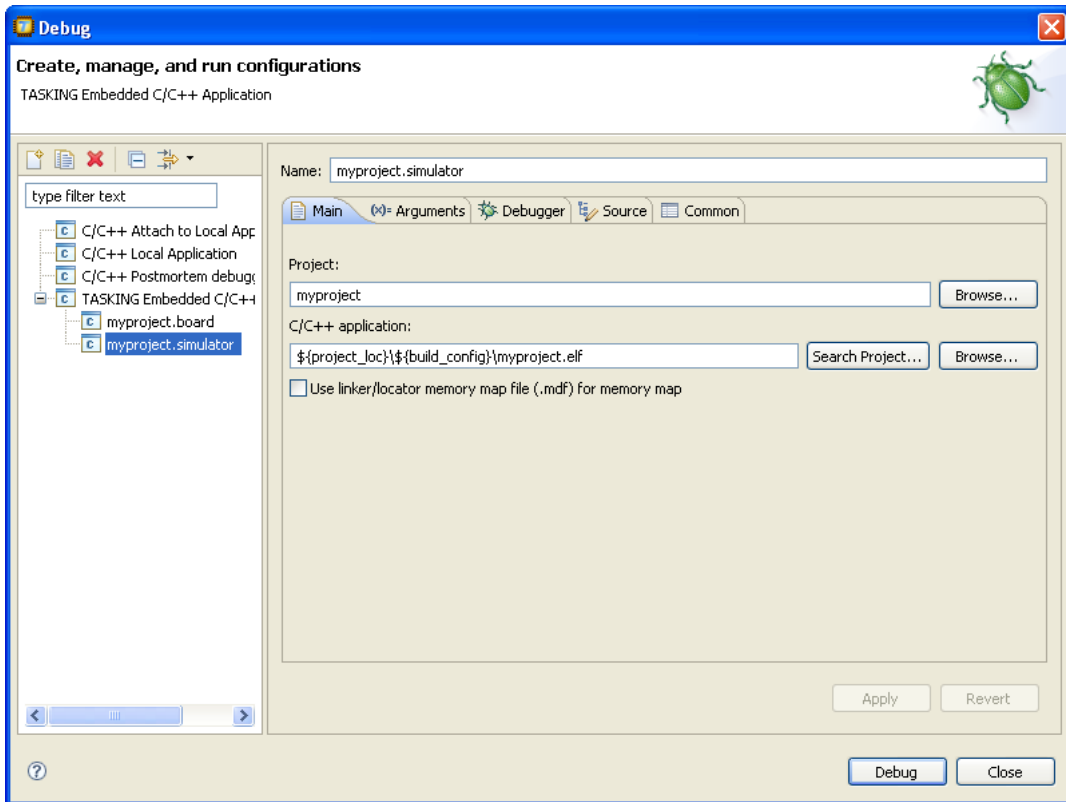 Debug
Create, manage, and run configurations
TASKING Embedded C/C++ Application
type filter text
C/C++ Attach to Local App
C/C++ Local Application
C/C++ Postmortem debugg
TASKING Embedded C/C++
myproject.board
myproject.simulator
Name: myproject.simulator
Main (x)= Arguments Debugger Source Common
Project:
myproject Browse...
C/C++ application:
${project_loc}\${build_config}\myproject.elf Search Project... Browse...
Use linker/locator memory map file (.mdf) for memory map
Apply Revert
? Debug Close